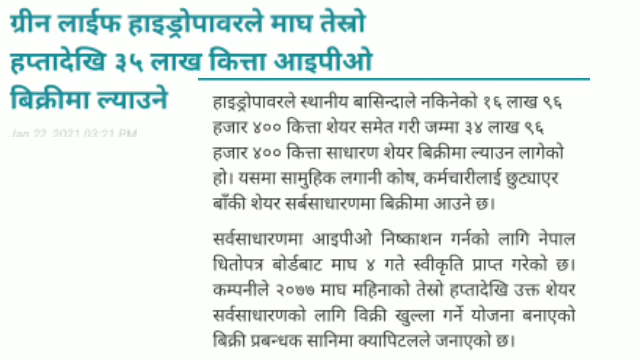 ग्रीन लाईफ हाइड्रोपावरले माघ तेस्रो
हप्तादेखि ३५ लाख कित्ता आइपीओ
बिक्रीमा ल्याउने
Jan 22, 2021 03:21 PM
हाइड्रोपावरले स्थानीय बासिन्दाले नकिनेको १६ लाख ९६
हजार ४०० कित्ता शेयर समेत गरी जम्मा ३४ लाख ९६
हजार ४०० कित्ता साधारण शेयर बिक्रीमा ल्याउन लागेको
हो। यसमा सामुहिक लगानी कोष, कर्मचारीलाई छुट्याएर
बाँकी शेयर सर्बसाधारणमा बिक्रीमा आउने छ।
सर्वसाधारणमा आइपीओ निष्काशन गर्नको लागि नेपाल
धितोपत्र बोर्डबाट माघ ४ गते स्वीकृति प्राप्त गरेको छ।
कम्पनीले २०७७ माघ महिनाको तेस्रो हप्तादेखि उक्त शेयर
सर्वसाधारणको लागि विक्री खुल्ला गर्ने योजना बनाएको
बिक्री प्रबन्धक सानिमा क्यापिटलले जनाएको छ।